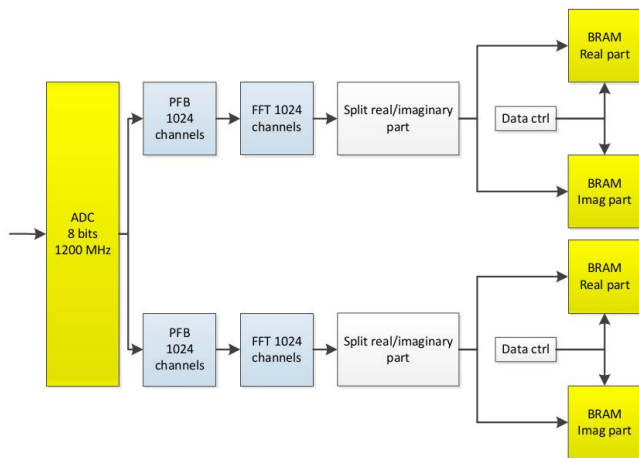 ADC
8 bits
1200 MHz
PFB
1024
channels
FFT 1024
channels
Split real/imaginary
part
BRAM
Real part
Data ctrl
BRAM
Imag part
PFB
1024
channels
FFT 1024
channels
Split real/imaginary
part
BRAM
Real part
Data ctrl
BRAM
Imag part